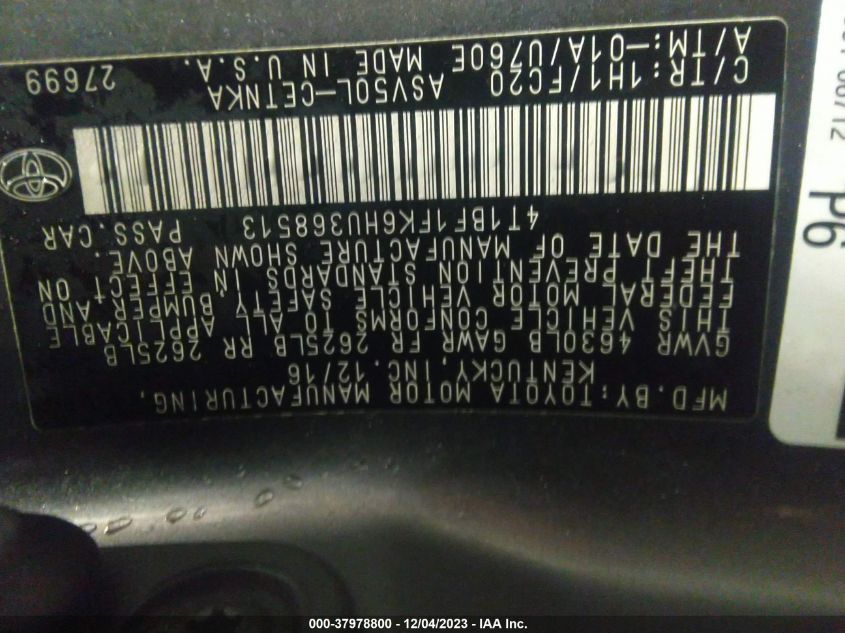 MFD. BY: TOYOTA MOTOR MANUFACTURING,
KENTUCKY, INC. 12/16
GVWR 4630LB GAWR FR 2625LB RR 2625LB
THIS VEHICLE CONFORMS TO ALL APPLICABLE
FEDERAL MOTOR VEHICLE SAFETY, BUMPER, AND
THEFT PREVENTION STANDARDS IN EFFECT ON
THE DATE OF MANUFACTURE SHOWN ABOVE.
4T1BF1FK6HU368513 PASS. CAR
ASV50L-CETNKA
C/TR: 1H1/FC20
A/TM: -01A/U760E MADE IN U.S.A.
27699
P6
000-37978800 - 12/04/2023 - IAA Inc.